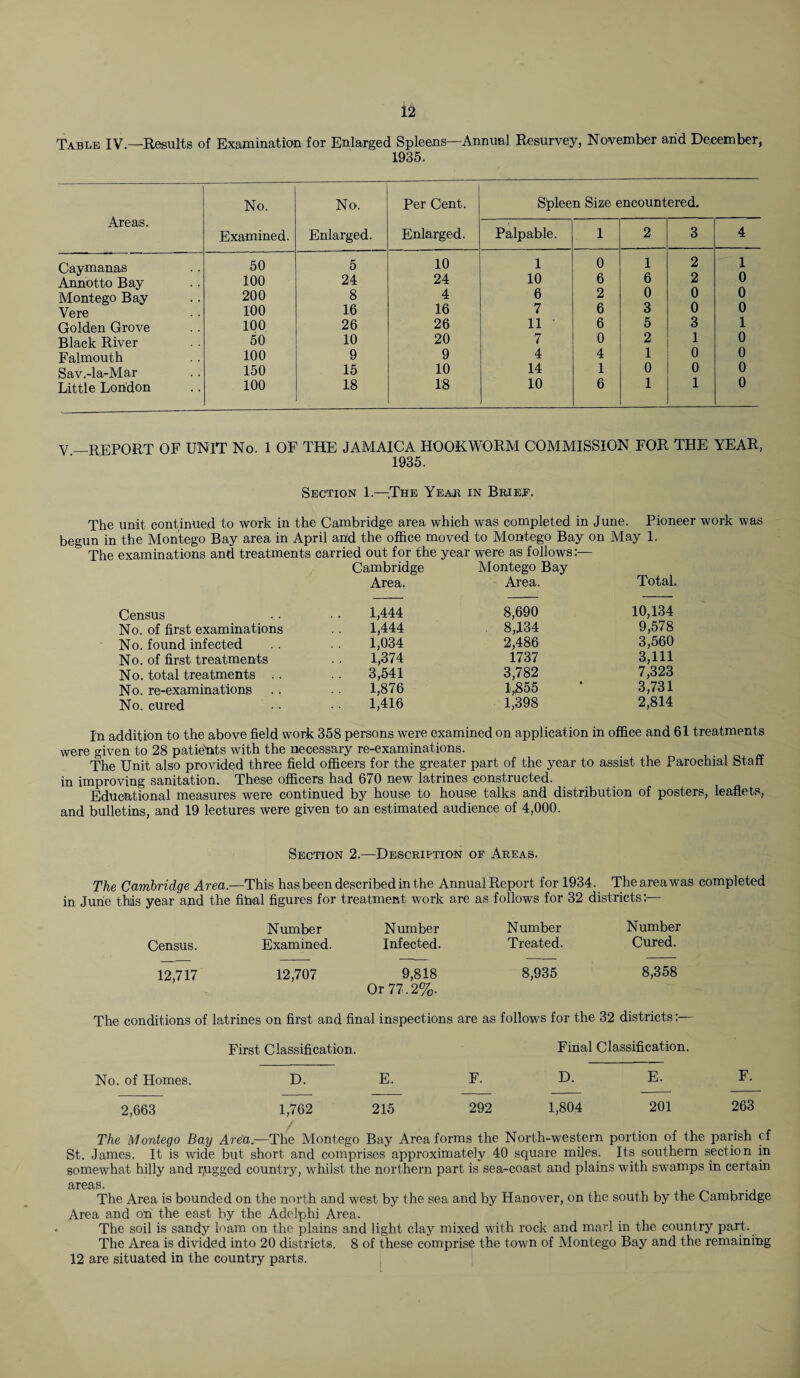 12
Table IV.—Results of Examination for Enlarged Spleens—Annual Resurvey, November and December,
1935.
Areas. No. Examined. No. Enlarged. Per Cent. Enlarged. Spleen Size encountered.
Palpable. 1 2 3 4
Caymanas .. 50 5 10 1 0 1 2 1
Annotto Bay .. 100 24 24 10 6 6 2 0
Montego Bay .. 200 8 4 6 2 0 0 0
Vere .. 100 16 16 7 6 3 0 0
Golden Grove .. 100 26 26 11 6 5 3 1
Black River .. 50 10 20 7 0 2 1 0
Falmouth .. 100 9 9 4 4 1 0 0
Sav.-la-Mar .. 150 15 10 14 1 0 0 0
Little London .. 100 18 18 10 6 1 1 0
V.—REPORT OF UNIT No. 1 OF THE JAMAICA HOOKWORM COMMISSION FOR THE YEAR,
1935.
Section 1.—The Year in Brief.
The unit continued to work in the Cambridge area which was completed in June. Pioneer work was
begun in the Montego Bay area in April and the office moved to Montego Bay on May 1.
The examinations and treatments carried out for the year were as follows:—
Cambridge Montego Bay
Area. Area. Total.
Census .. .. 1,444 8,690 10,134
No. of first examinations .. 1,444 8,134 9,578
No. found infected .. .. 1,034 2,486 3,560
No. of first treatments .. 1,374 1737 3,111
No. total treatments .. .. 3,541 3,782 7,323
No. re-examinations .. .. 1,876 1,855 3,731
No. cured .. .. 1,416 1,398 2,814
In addition to the above field work 358 persons were examined on application in office and 61 treatments
were given to 28 patients with the necessary re-examinations.
The Unit also provided three field officers for the greater part of the year to assist the Parochial Staff
in improving sanitation. These officers had 670 new latrines constructed.
Educational measures were continued by house to house talks and distribution of posters, leaflets,
and bulletins, and 19 lectures were given to an estimated audience of 4,000.
Section 2.—Description of Areas.
The Cambridge Area.—This has been described in the Annual Report for 1934. The area was completed
in June this year and the final figures for treatment work are as follows for 32 districts:—
Number Number Number Number
Census. Examined. Infected. Treated. Cured.
12,717 12,707 9,818 8,935 8,358
Or 77.2%.
The conditions of latrines on first and final inspections are as follows for the 32 districts:—
First Classification. Final Classification.
No. of Homes. D. E. F. D. E. F.
2,663 1,762 215 292 1,804 201 263
The Montego Bay Area.—The Montego Bay Area forms the North-western portion of the parish of
St. James. It is wide but short and comprises approximately 40 square miles. Its southern section in
somewhat hilly and rugged country, whilst the northern part is sea-coast and plains with swamps in certain
areas.
The Area is bounded on the north and west by the sea and by Hanover, on the south by the Cambridge
Area and on the east by the Adelphi Area.
The soil is sandy loam on the plains and light clay mixed with rock and marl in the country part.
The Area is divided into 20 districts. 8 of these comprise the town of Montego Bay and the remaining
12 are situated in the country parts.